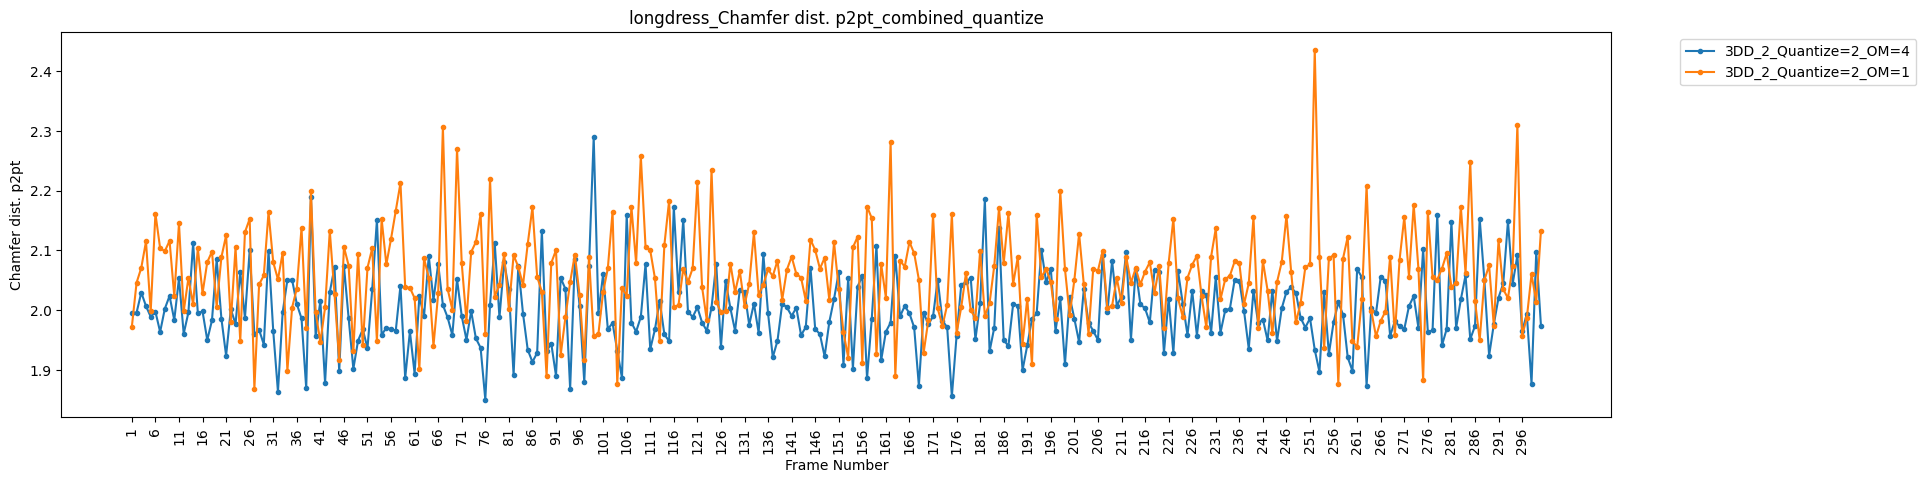 longdress_Chamfer dist. p2pt_combined_quantize
3DD_2_Quantize=2_OM=4
3DD_2_Quantize=2_OM=1
Chamfer dist. p2pt
2.4
2.3
2.2
2.1
2.0
1.9
1 6 11 16 21 26 31 36 41 46 51 56 61 66 71 76 81 86 91 96 101 106 111 116 121 126 131 136 141 146 151 156 161 166 171 176 181 186 191 196 201 206 211 216 221 226 231 236 241 246 251 256 261 266 271 276 281 286 291 296
Frame Number